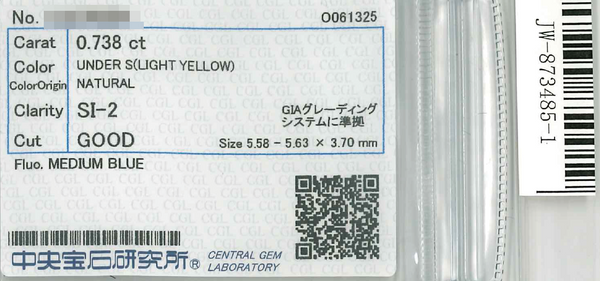 No. O061325
Carat 0.738 ct
Color UNDER S(LIGHT YELLOW)
ColorOrigin NATURAL
Clarity SI-2 GIAグレーディング
システムに準拠
Cut GOOD Size 5.58 - 5.63 × 3.70 mm
Fluo. MEDIUM BLUE
中央宝石研究所® CENTRAL GEM
LABORATORY
JW-873485-1